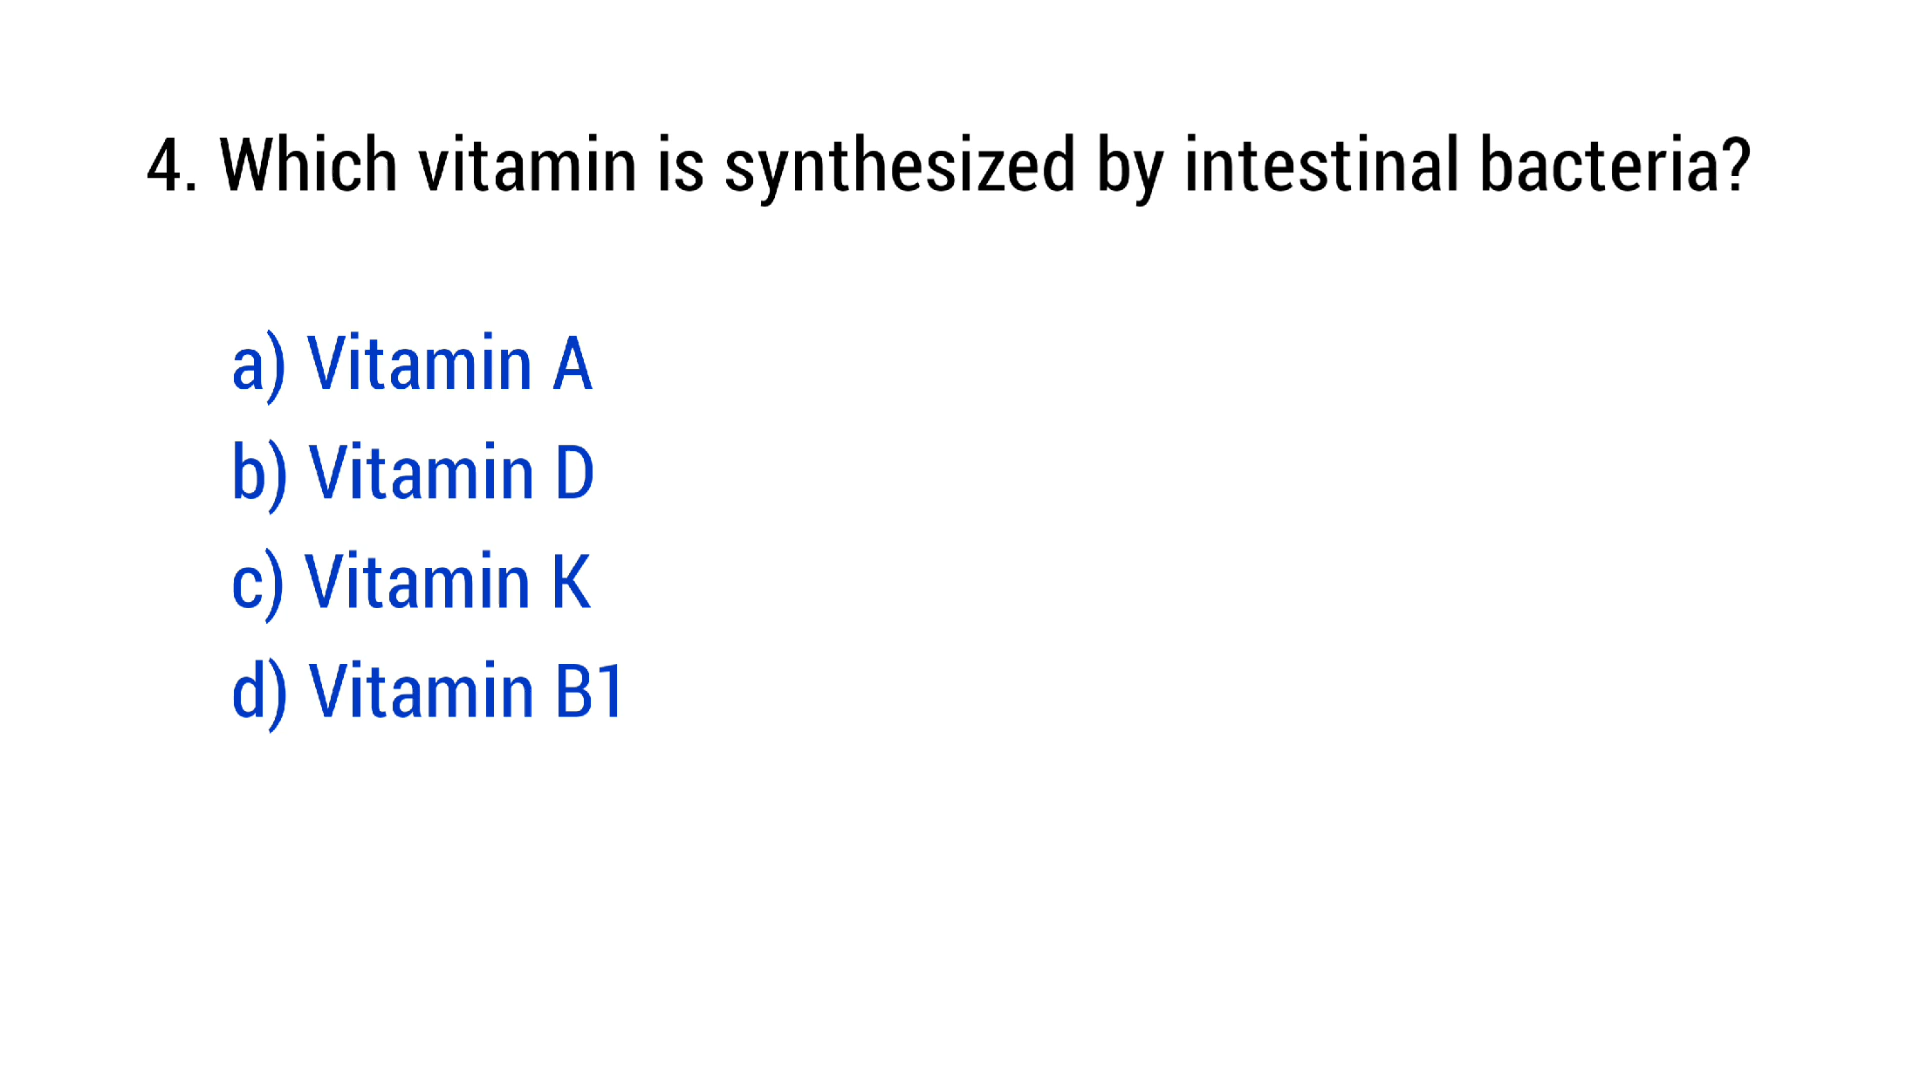 4. Which vitamin is synthesized by intestinal bacteria?
a) Vitamin A
b) Vitamin D
c) Vitamin K
d) Vitamin B1